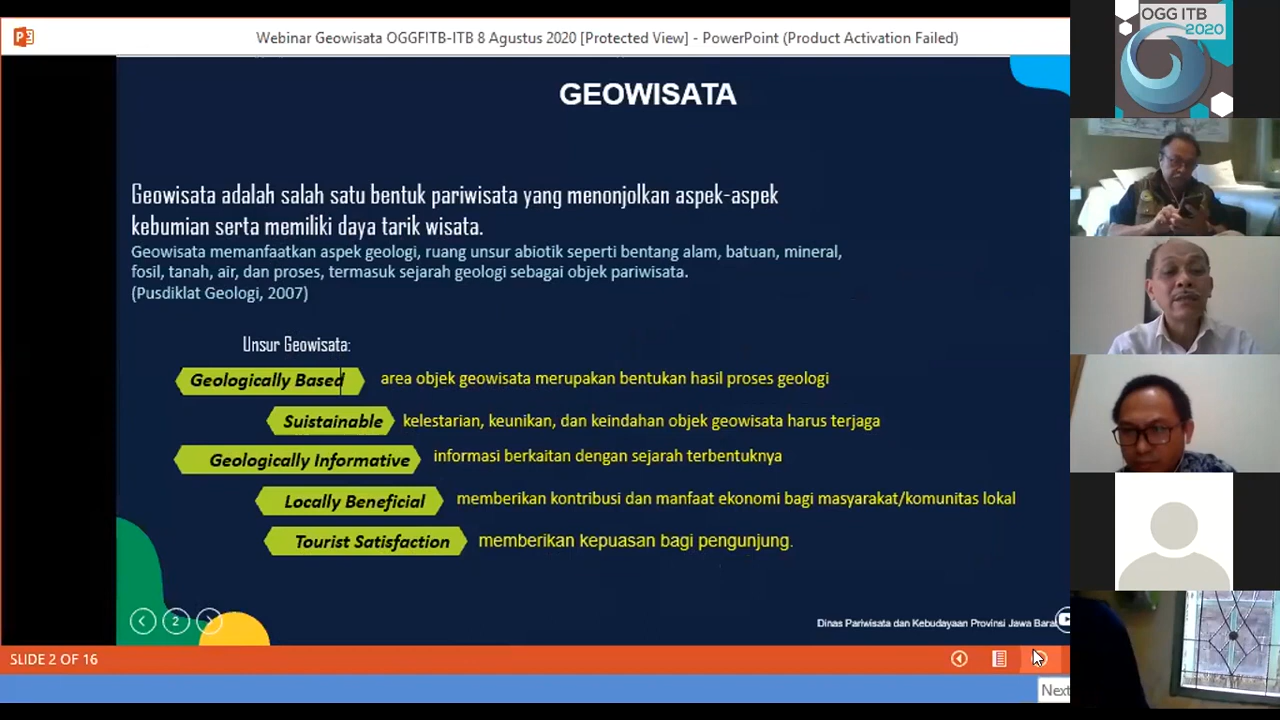 Webinar Geowisata OGGFITB-ITB 8 Agustus 2020 [Protected View] - PowerPoint (Product Activation Failed)
OGG ITB
2020
GEOWISATA
Geowisata adalah salah satu bentuk pariwisata yang menonjolkan aspek-aspek
kebumian serta memiliki daya tarik wisata.
Geowisata memanfaatkan aspek geologi, ruang unsur abiotik seperti bentang alam, batuan, mineral,
fosil, tanah, air, dan proses, termasuk sejarah geologi sebagai objek pariwisata.
(Pusdiklat Geologi, 2007)
Unsur Geowisata:
Geologically Based area objek geowisata merupakan bentukan hasil proses geologi
Suistainable kelestarian, keunikan, dan keindahan objek geowisata harus terjaga
Geologically Informative informasi berkaitan dengan sejarah terbentuknya
Locally Beneficial memberikan kontribusi dan manfaat ekonomi bagi masyarakat/komunitas lokal
Tourist Satisfaction memberikan kepuasan bagi pengunjung.
2
Dinas Pariwisata dan Kebudayaan Provinsi Jawa Barat
SLIDE 2 OF 16
Next